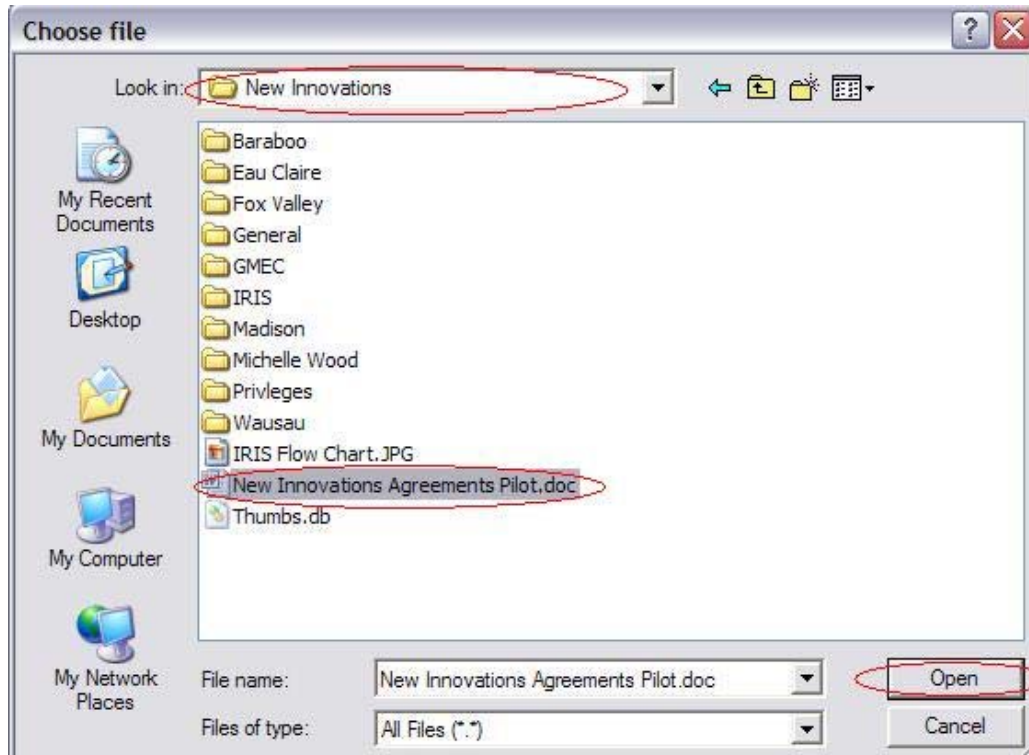 Choose file
?
Look in:
New Innovations
My Recent
Documents
Desktop
My Documents
My Computer
My Network
Places
Baraboo
Eau Claire
Fox Valley
General
GMEC
IRIS
Madison
Michelle Wood
Privleges
Wausau
IRIS Flow Chart.JPG
New Innovations Agreements Pilot.doc
Thumbs.db
File name:
New Innovations Agreements Pilot.doc
Open
Files of type:
All Files (*.*)
Cancel